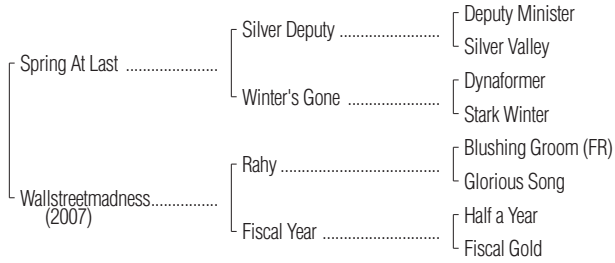 Deputy Minister
Silver Deputy ......................
Silver Valley
Spring At Last ....................
Dynaformer
Winter's Gone ....................
Stark Winter
Blushing Groom (FR)
Rahy ..................................
Glorious Song
Wallstreetmadness...............
(2007)
Half a Year
Fiscal Year .........................
Fiscal Gold